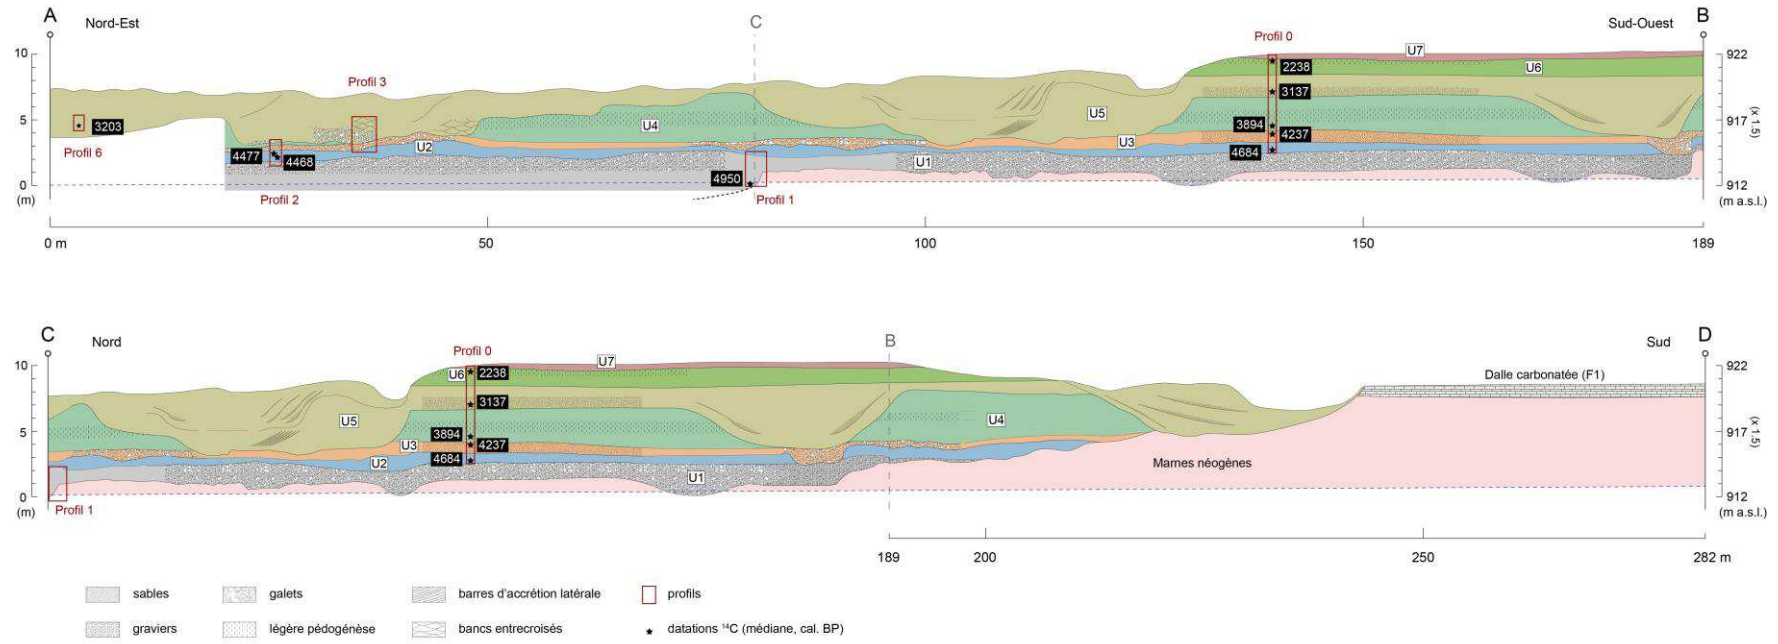 A Nord-Est C Sud-Ouest B
Profil 0
10 U7 922
2238 U6
Profil 3
3137 (x 1.5)
5 3203 U4 U5 3894 917
Profil 6 U2 U3 4237
4477 4468 4684
U1
0 4950 912
(m) Profil 2 Profil 1 (m a.s.l.)
0 m 50 100 150 189
C Nord B Sud D
Profil 0
10 U7 922
U6 2238 Dalle carbonatée (F1)
3137 (x 1.5)
5 U5 3894 U4 917
U3 4237
U2 4684 Marnes néogènes
U1
0 912
(m) Profil 1 (m a.s.l.)
189 200 250 282 m
sables galets barres d'accrétion latérale profils
graviers légère pédogénèse bancs entrecroisés datations ¹⁴C (médiane, cal. BP)